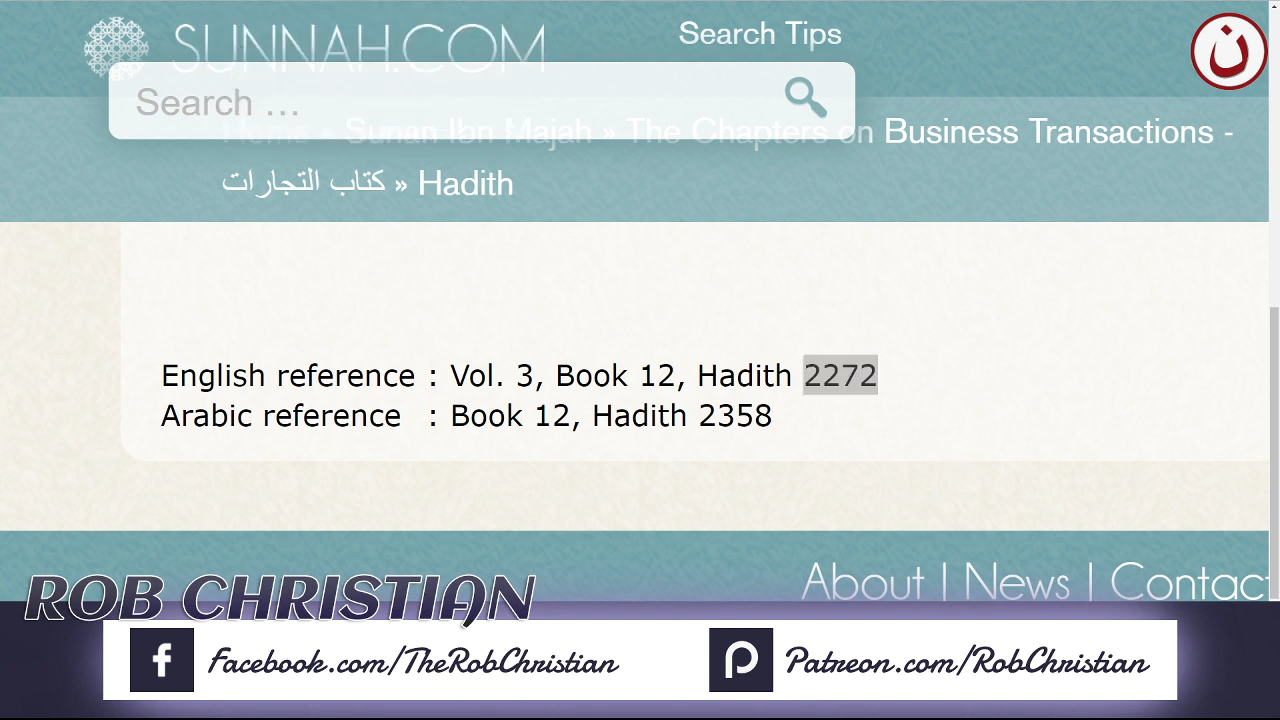 SUNNAH.COM
Search Tips
ن
Search ...
Home » Sunan Ibn Majah » The Chapters on Business Transactions -
كتاب التجارات » Hadith
English reference : Vol. 3, Book 12, Hadith 2272
Arabic reference : Book 12, Hadith 2358
About | News | Contact
ROB CHRISTIAN
Facebook.com/TheRobChristian
Patreon.com/RobChristian